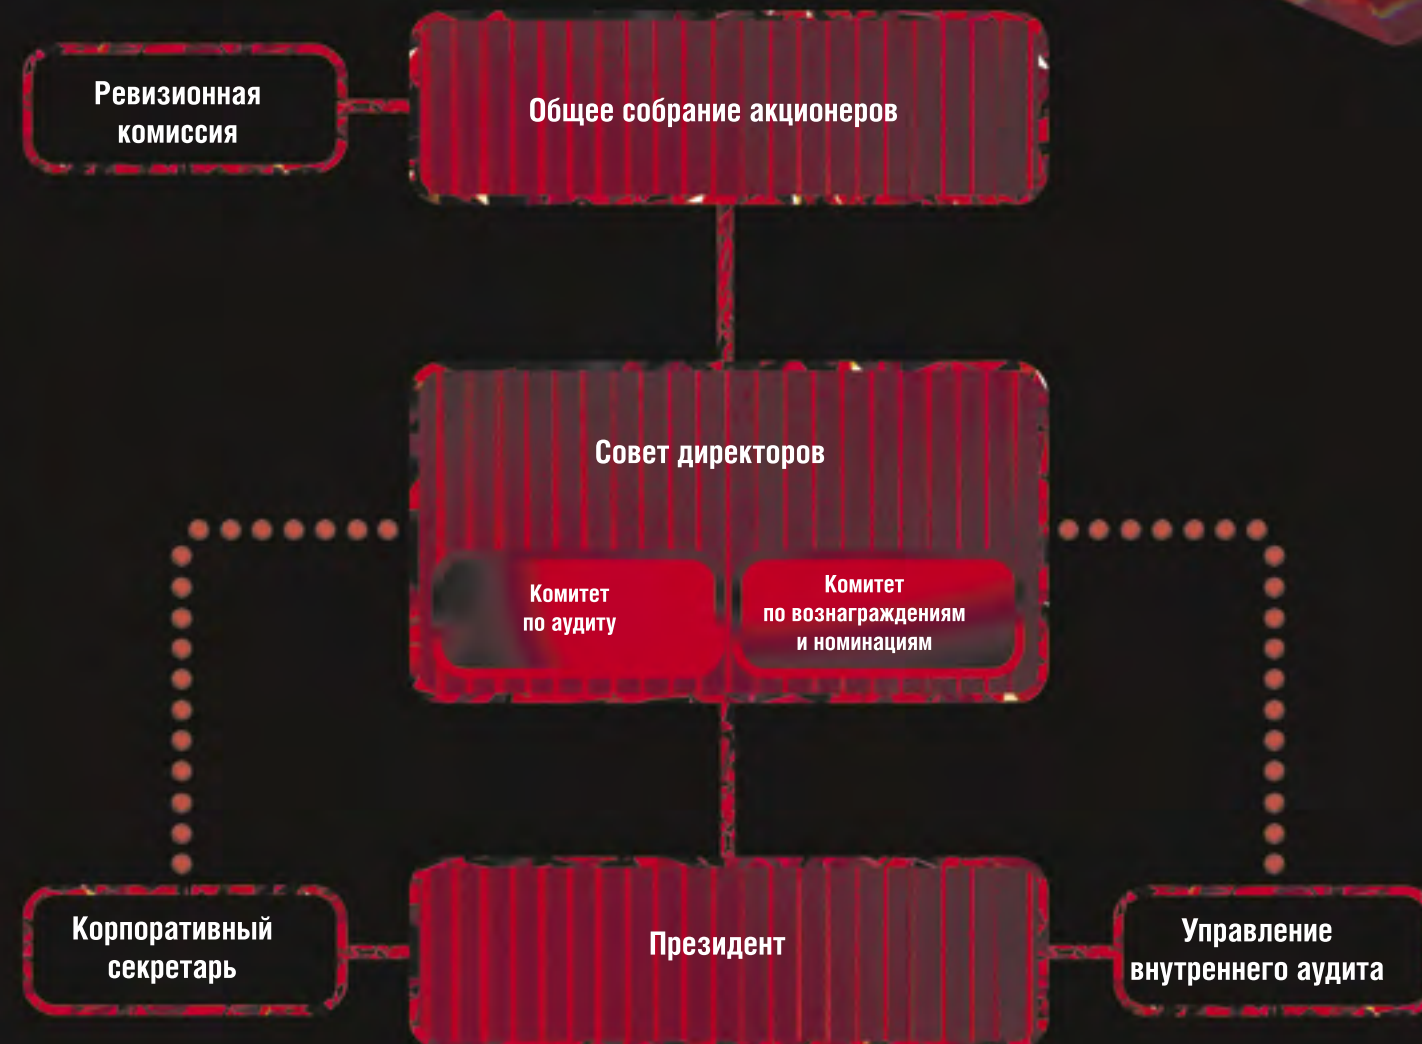 Ревизионная
комиссия
Общее собрание акционеров
Совет директоров
Комитет
по аудиту
Комитет
по вознаграждениям
и номинациям
Корпоративный
секретарь
Президент
Управление
внутреннего аудита